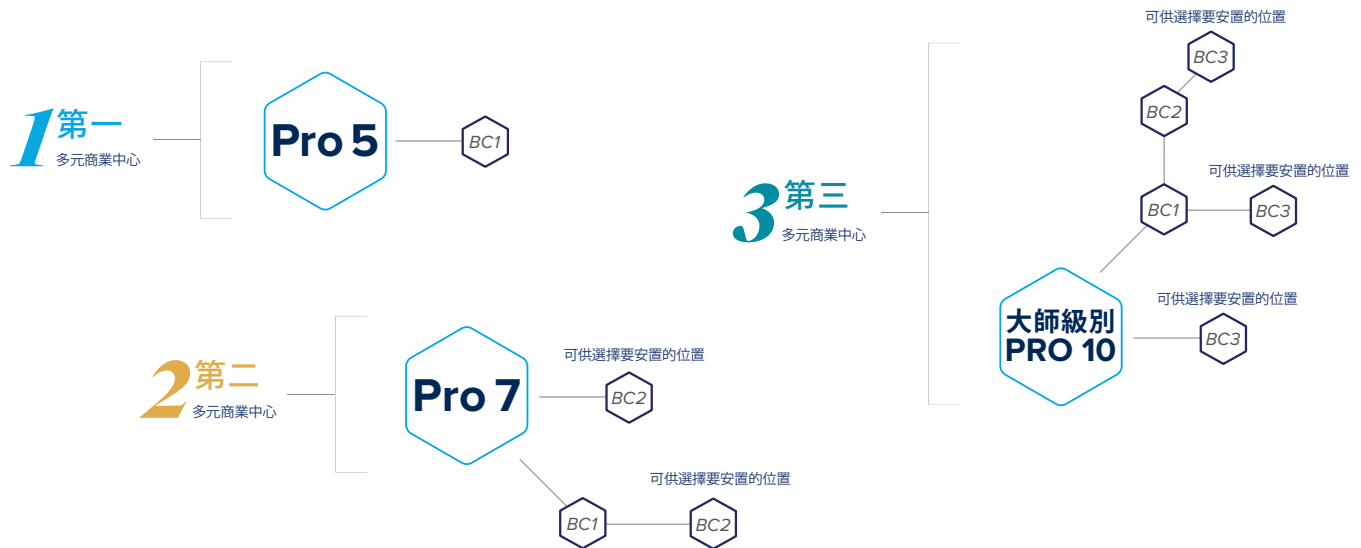 1 第一
多元商業中心
Pro 5
BC1
2 第二
多元商業中心
Pro 7
可供選擇要安置的位置
BC2
BC1
可供選擇要安置的位置
BC2
3 第三
多元商業中心
可供選擇要安置的位置
BC3
BC2
可供選擇要安置的位置
BC1
BC3
大師級別
PRO 10
可供選擇要安置的位置
BC3